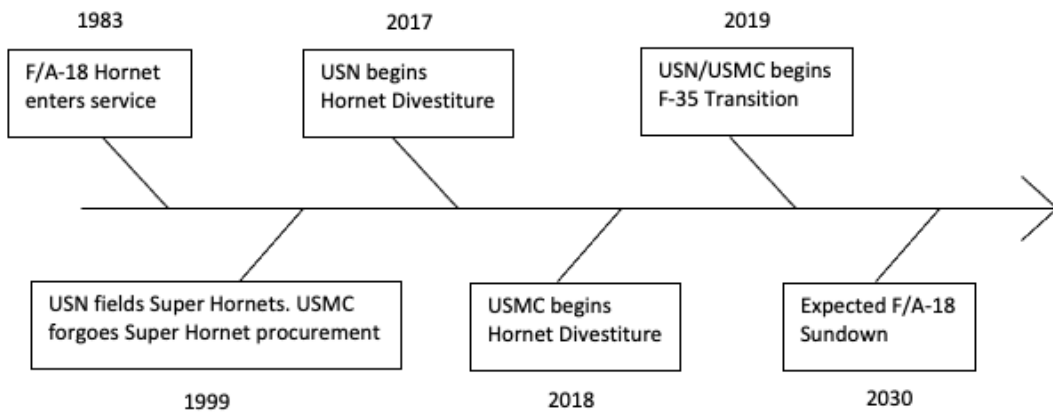 1983
2017
2019
F/A-18 Hornet
enters service
USN begins
Hornet Divestiture
USN/USMC begins
F-35 Transition
USN fields Super Hornets. USMC
forgoes Super Hornet procurement
USMC begins
Hornet Divestiture
Expected F/A-18
Sundown
1999
2018
2030